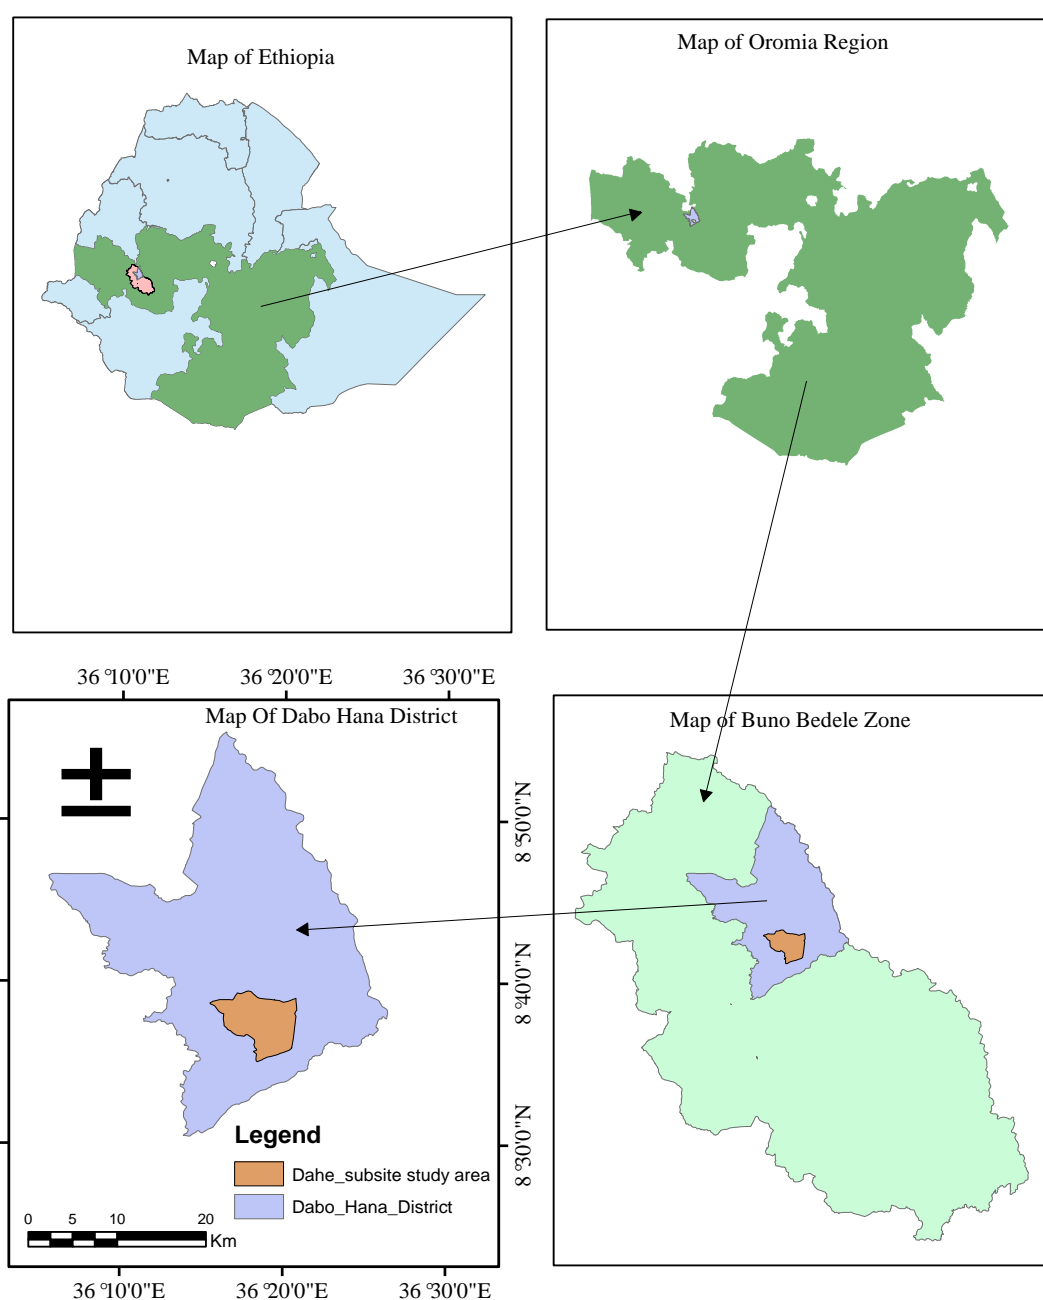 Map of Ethiopia
Map of Oromia Region
36°10'0"E 36°20'0"E 36°30'0"E
Map Of Dabo Hana District
Map of Buno Bedele Zone
8°50'0"N
8°40'0"N
8°30'0"N
Legend
Dahe_subsite study area
Dabo_Hana_District
0 5 10 20
Km
36°10'0"E 36°20'0"E 36°30'0"E